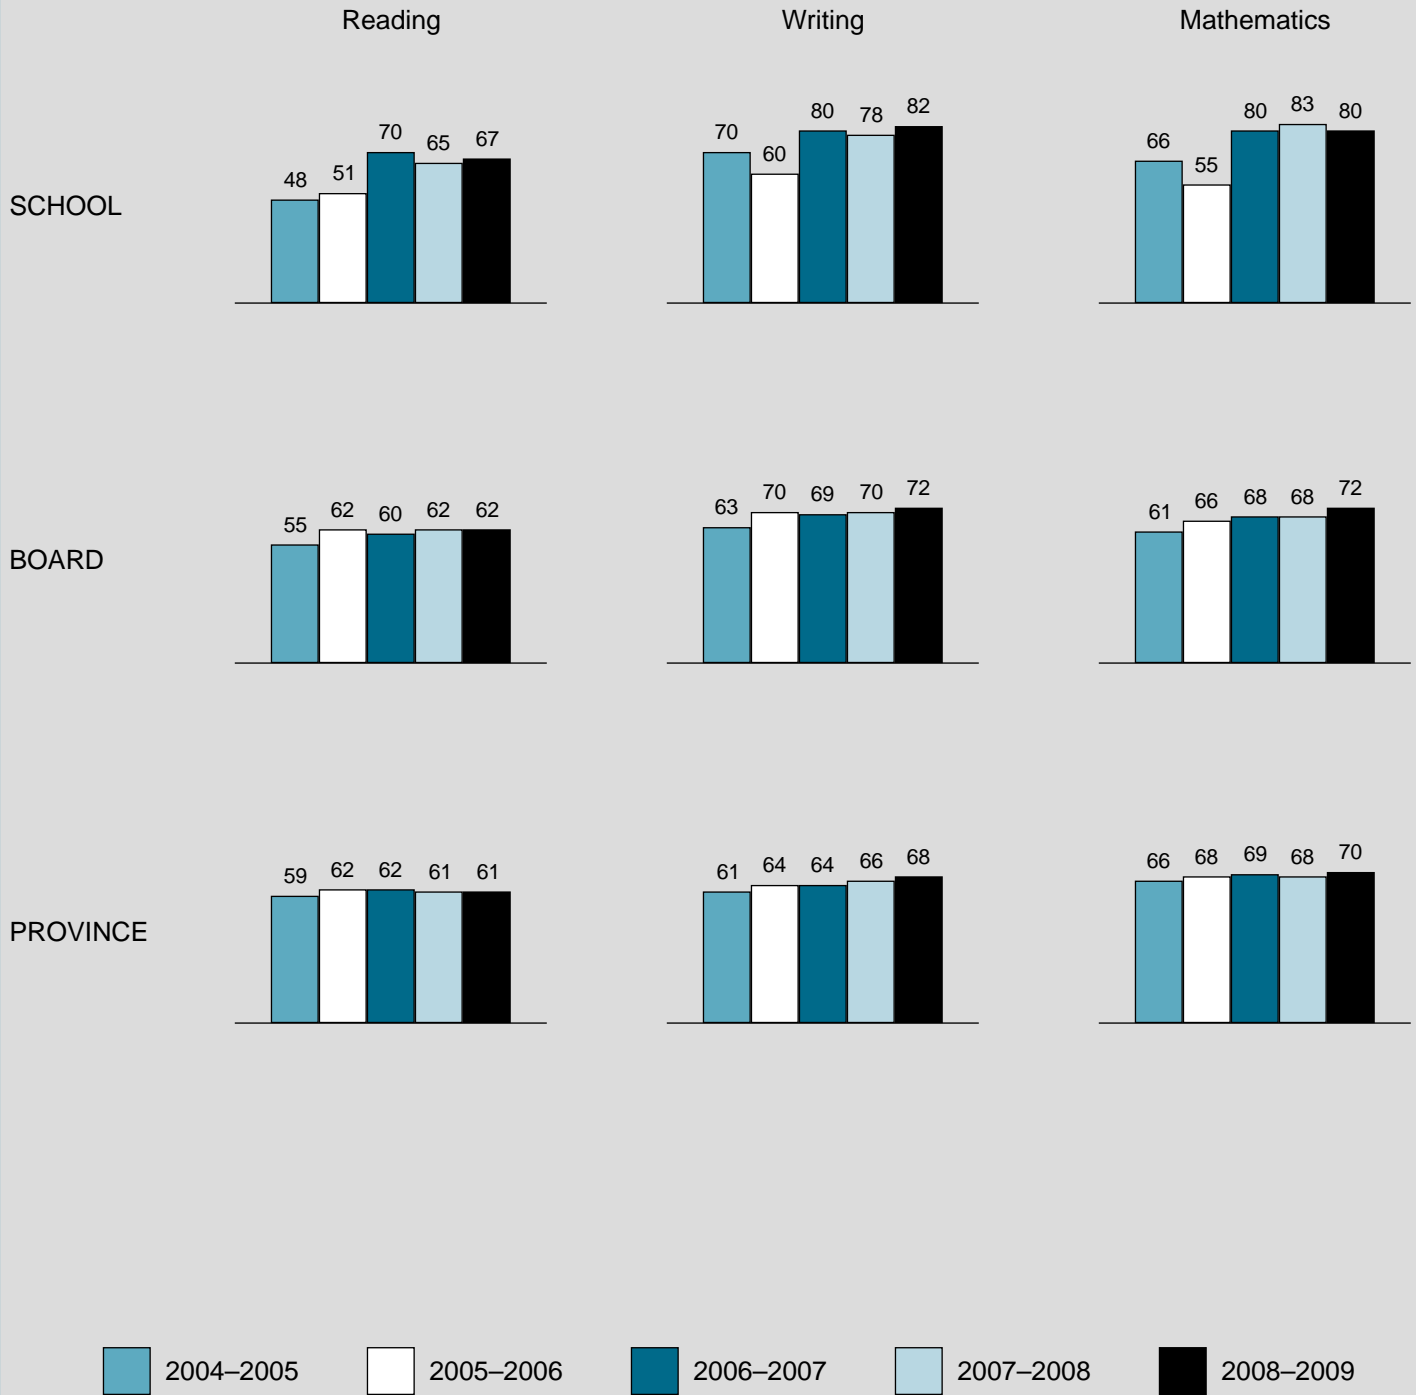 Reading Writing Mathematics
SCHOOL
48 51 70 65 67
70 60 80 78 82
66 55 80 83 80
BOARD
55 62 60 62 62
63 70 69 70 72
61 66 68 68 72
PROVINCE
59 62 62 61 61
61 64 64 66 68
66 68 69 68 70
2004–2005 2005–2006 2006–2007 2007–2008 2008–2009